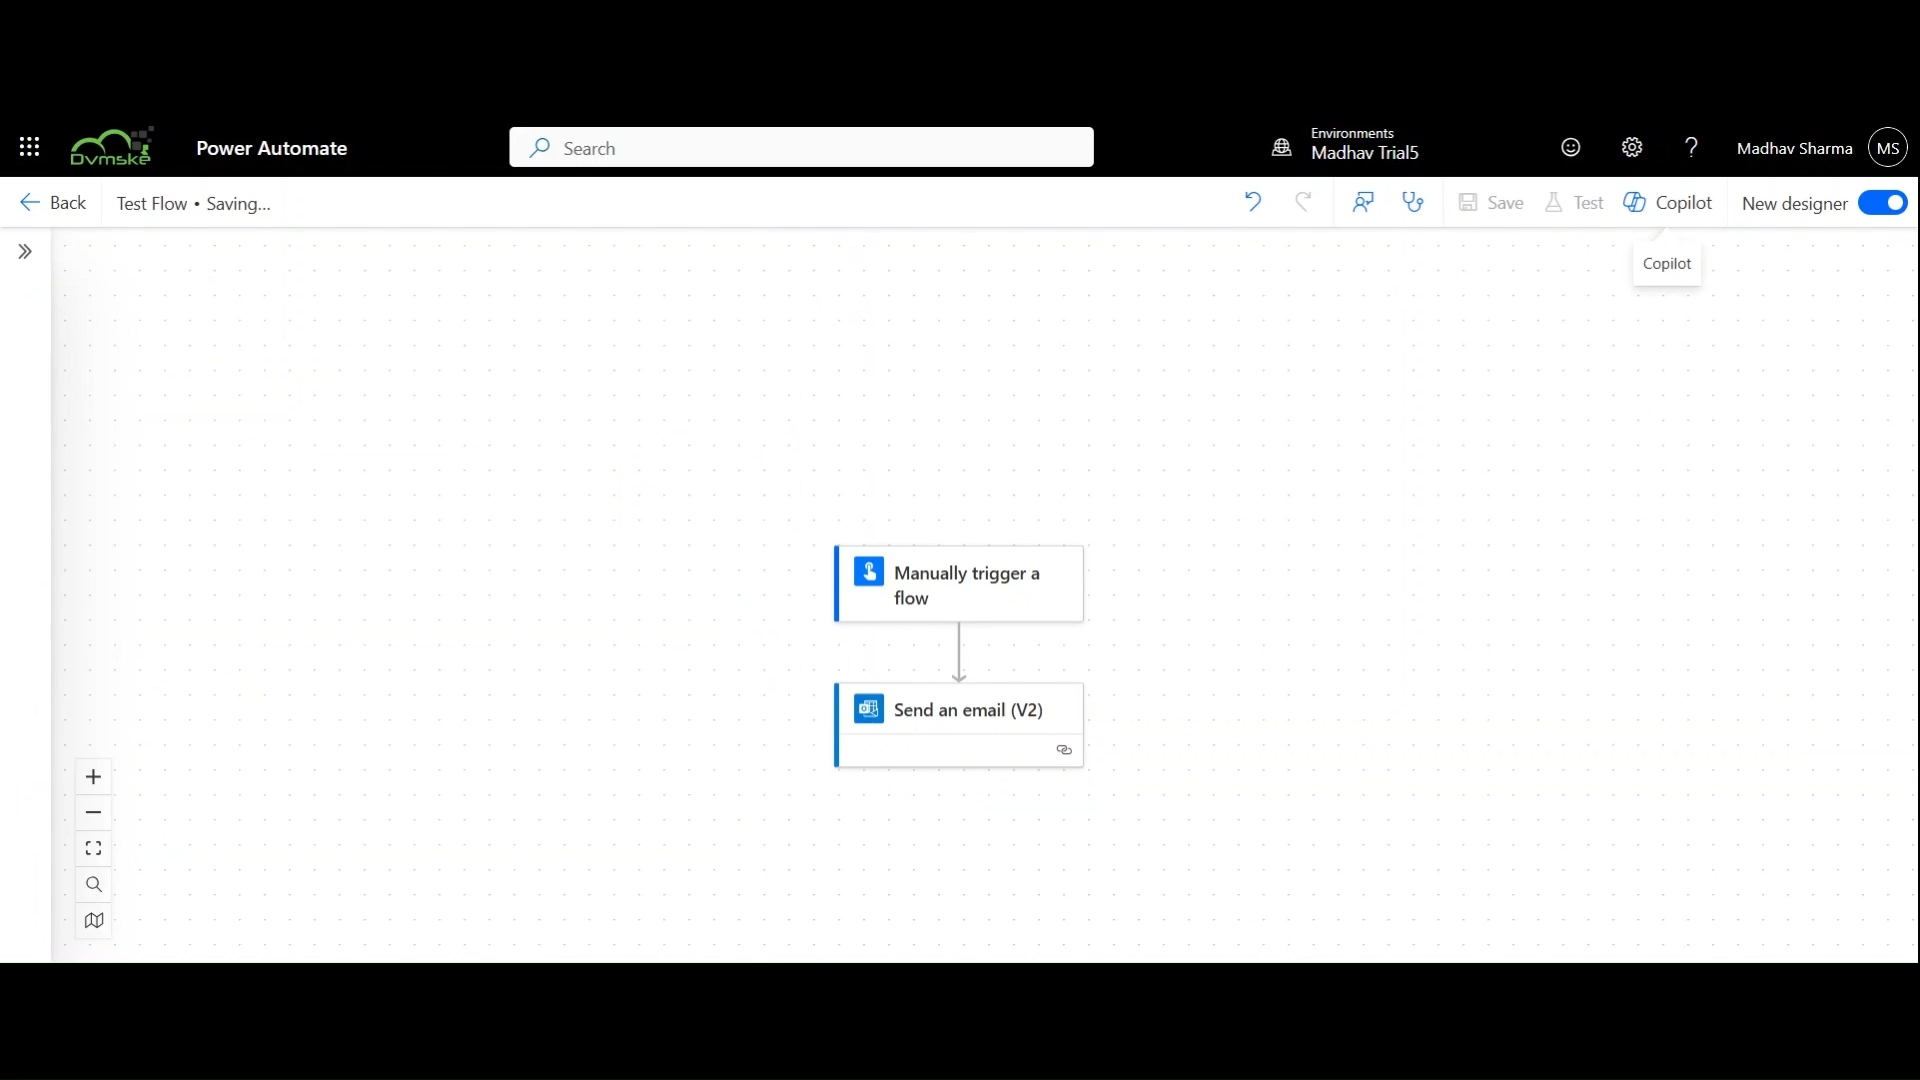 Dvmske
Power Automate
Search
Environments
Madhav Trial5
Madhav Sharma
MS
Back
Test Flow • Saving...
Save
Test
Copilot
New designer
Copilot
Manually trigger a
flow
Send an email (V2)